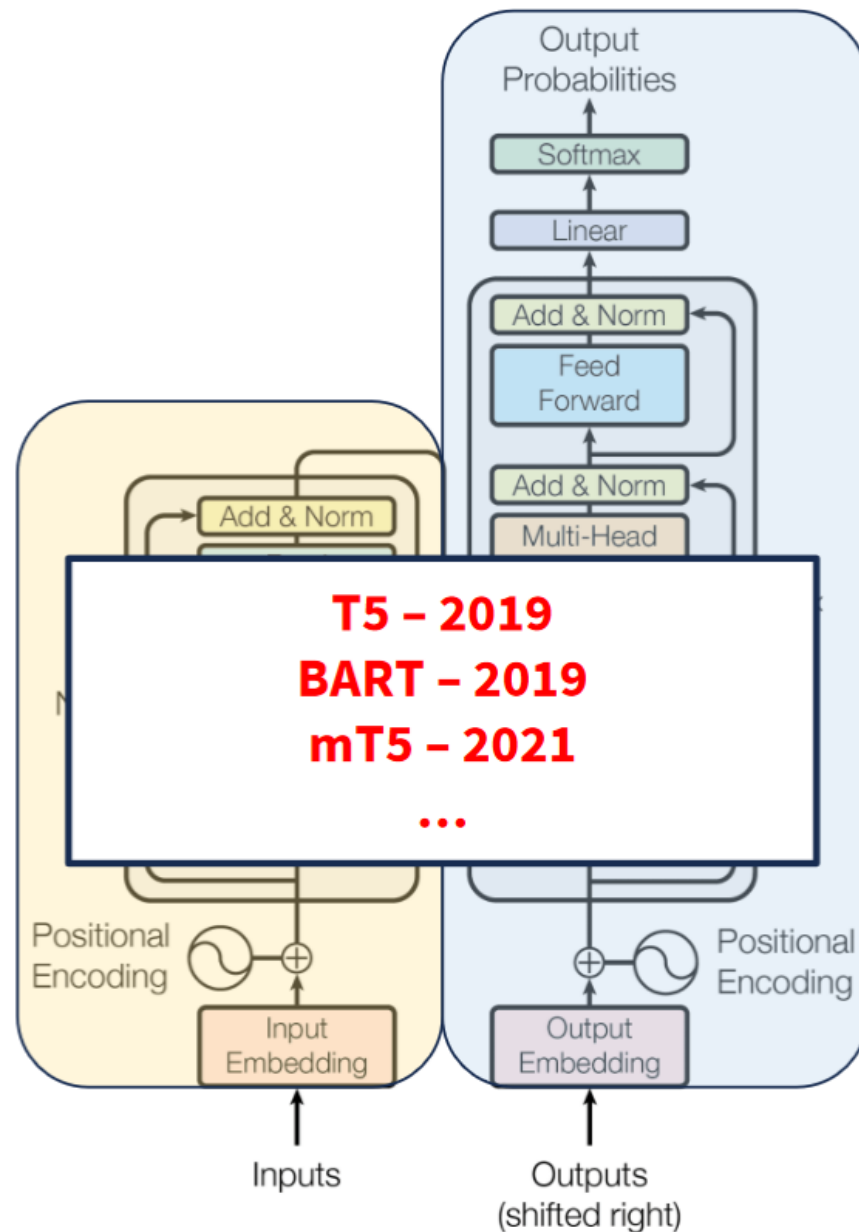 Output
Probabilities
Softmax
Linear
Add & Norm
Feed
Forward
Add & Norm
Multi-Head
Add & Norm
T5 – 2019
BART – 2019
mT5 – 2021
...
Positional
Encoding
Positional
Encoding
Input
Embedding
Output
Embedding
Inputs
Outputs
(shifted right)